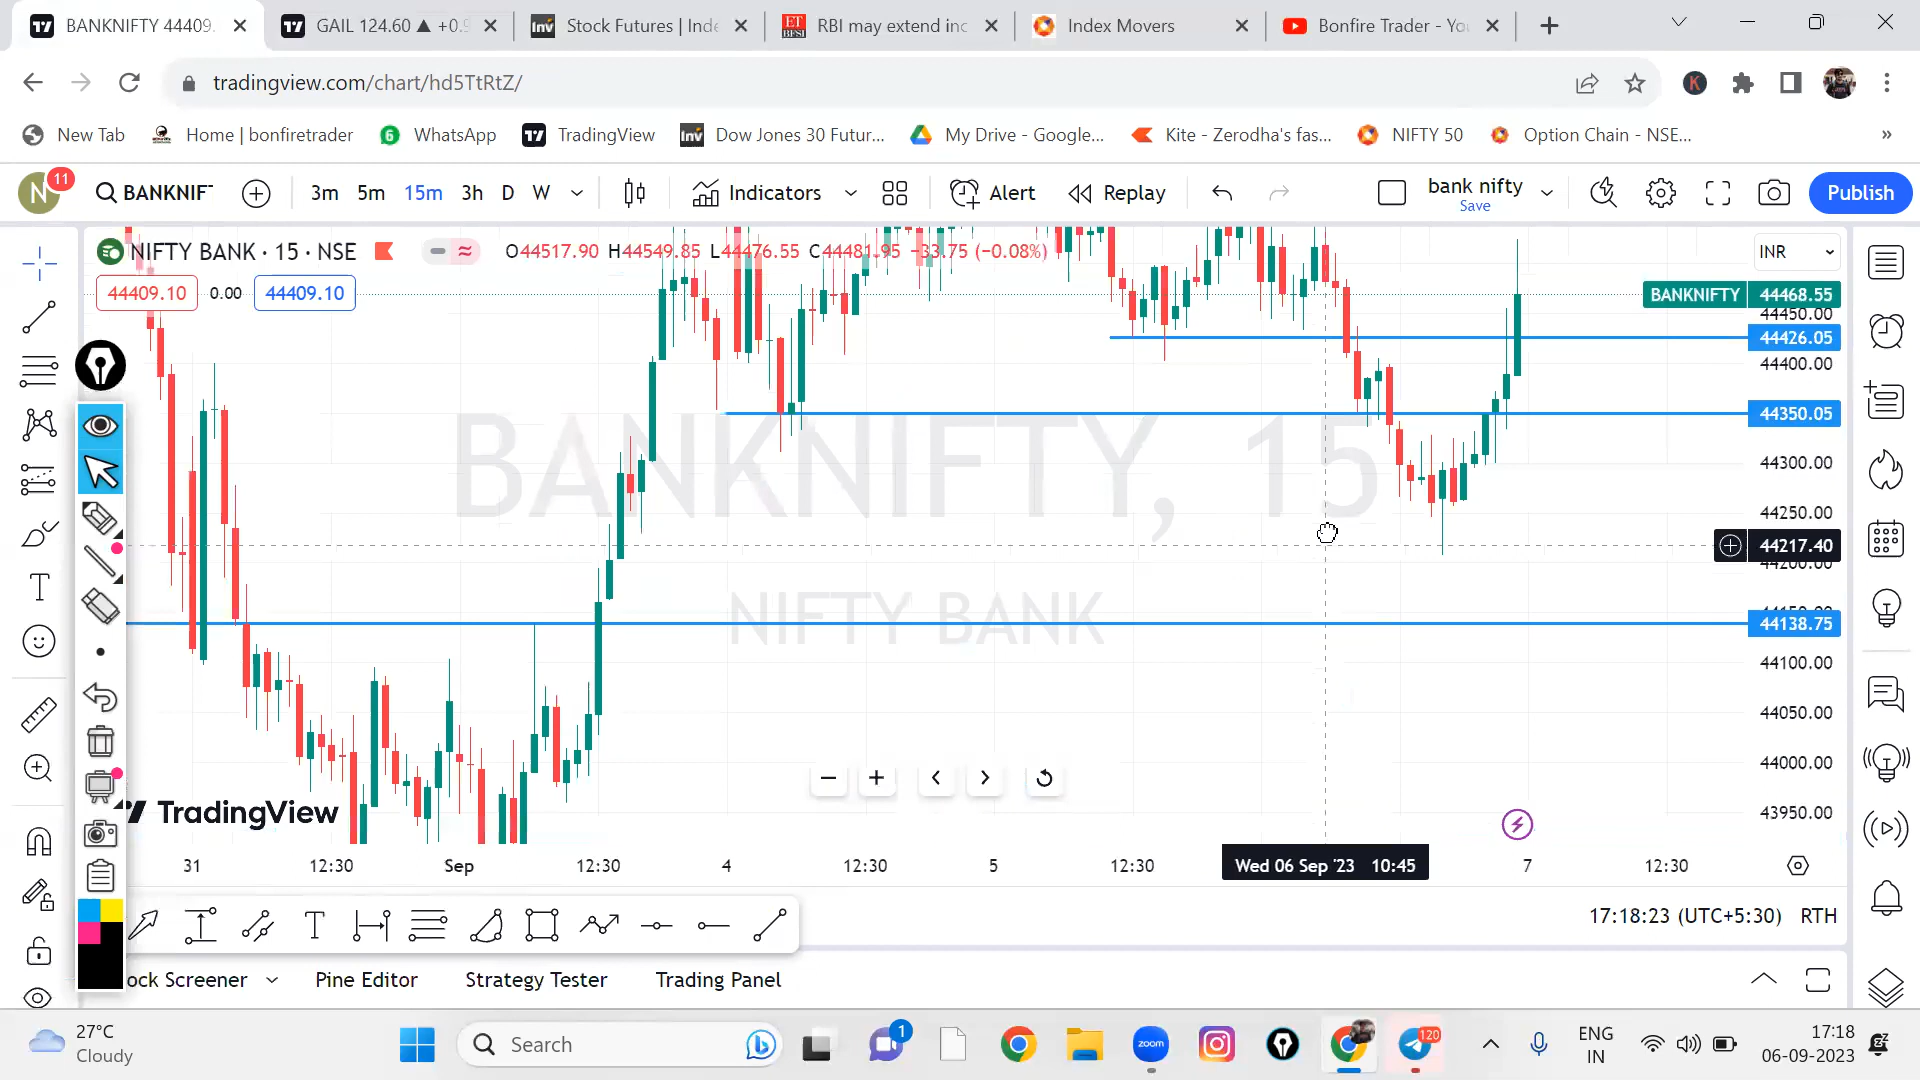 BANKNIFTY 44409.
GAIL 124.60 ▲ +0.9
Stock Futures | Inde
RBI may extend inc
Index Movers
Bonfire Trader - Yo
tradingview.com/chart/hd5TtRtZ/
New Tab
Home | bonfiretrader
WhatsApp
TradingView
Dow Jones 30 Futur...
My Drive - Google...
Kite - Zerodha's fas...
NIFTY 50
Option Chain - NSE...
»
N 11
BANKNIF
3m 5m 15m 3h D W
Indicators
Alert
Replay
bank nifty
Save
Publish
NIFTY BANK · 15 · NSE
O44517.90 H44549.85 L44476.55 C44481.95 −33.75 (−0.08%)
INR
44409.10 0.00 44409.10
BANKNIFTY 44468.55
44450.00
44426.05
44400.00
44350.05
44300.00
44250.00
44217.40
44200.00
44150.00
44138.75
44100.00
44050.00
44000.00
43950.00
BANKNIFTY, 15
NIFTY BANK
TradingView
31 12:30 Sep 12:30 4 12:30 5 12:30 Wed 06 Sep '23 10:45 7 12:30
17:18:23 (UTC+5:30) RTH
ock Screener
Pine Editor
Strategy Tester
Trading Panel
27°C
Cloudy
Search
1
zoom
120
ENG
IN
17:18
06-09-2023